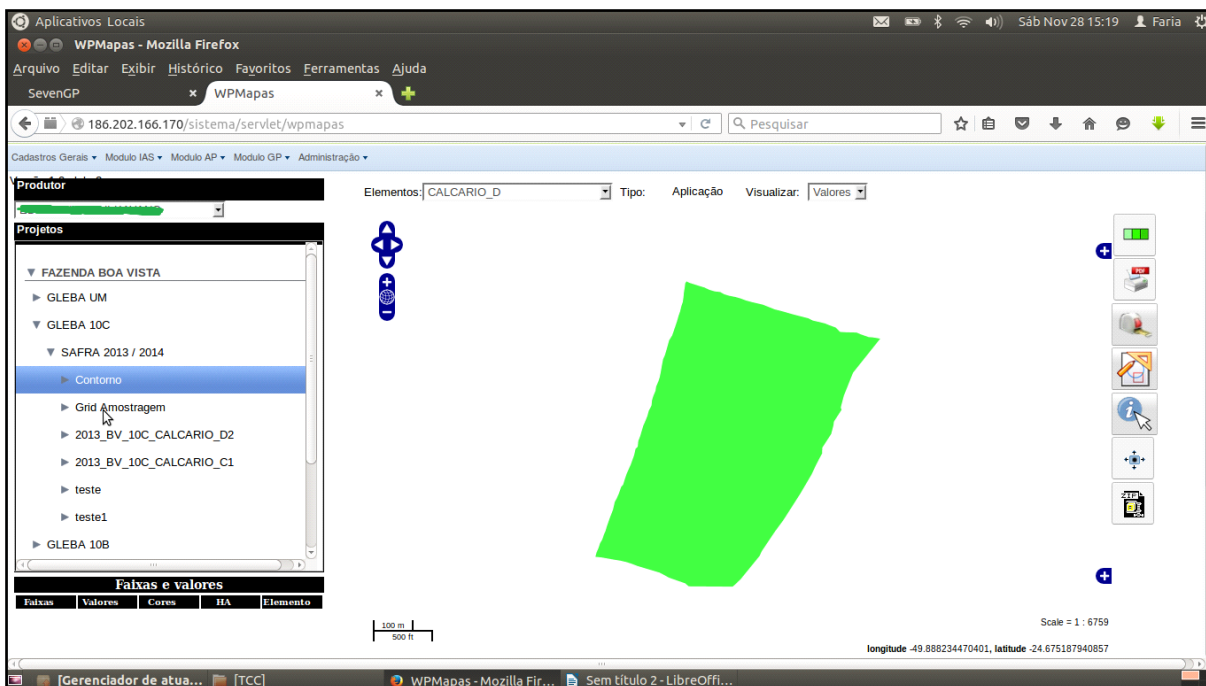 Aplicativos Locais
Sáb Nov 28 15:19
Faria
WPMapas - Mozilla Firefox
Arquivo Editar Exibir Histórico Favoritos Ferramentas Ajuda
SevenGP
WPMapas
186.202.166.170/sistema/servlet/wpmapas
Pesquisar
Cadastros Gerais Modulo IAS Modulo AP Modulo GP Administração
Produtor
Elementos: CALCARIO_D Tipo: Aplicação Visualizar: Valores
Projetos
FAZENDA BOA VISTA
GLEBA UM
GLEBA 10C
SAFRA 2013 / 2014
Contorno
Grid Amostragem
2013_BV_10C_CALCARIO_D2
2013_BV_10C_CALCARIO_C1
teste
teste1
GLEBA 10B
PDF
ZIP
Faixas e valores
Faixas Valores Cores HA Elemento
100 m
500 ft
Scale = 1 : 6759
longitude -49.888234470401, latitude -24.675187940857
[Gerenciador de atua...
[TCC]
WPMapas - Mozilla Fir...
Sem título 2 - LibreOffi...